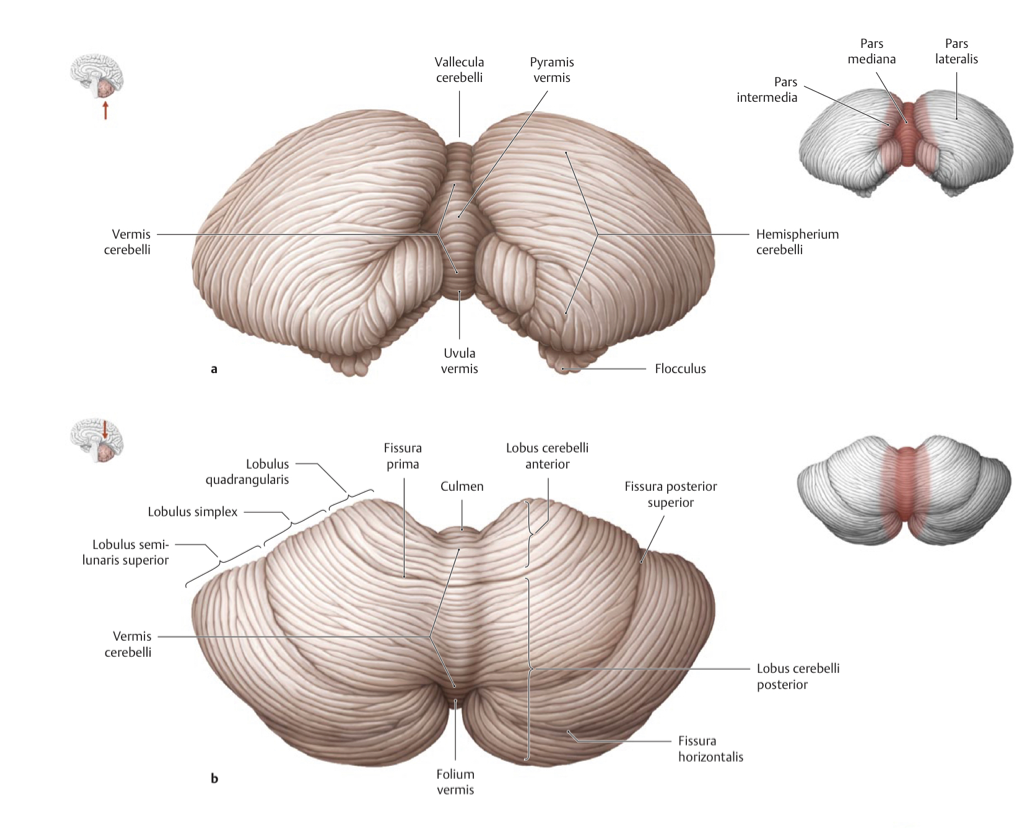 Vallecula
cerebelli
Pyramis
vermis
Pars
mediana
Pars
lateralis
Pars
intermedia
Vermis
cerebelli
Hemispherium
cerebelli
Uvula
vermis
Flocculus
a
Lobulus
quadrangularis
Fissura
prima
Lobus cerebelli
anterior
Culmen
Fissura posterior
superior
Lobulus simplex
Lobulus semi-
lunaris superior
Vermis
cerebelli
Lobus cerebelli
posterior
Fissura
horizontalis
Folium
vermis
b